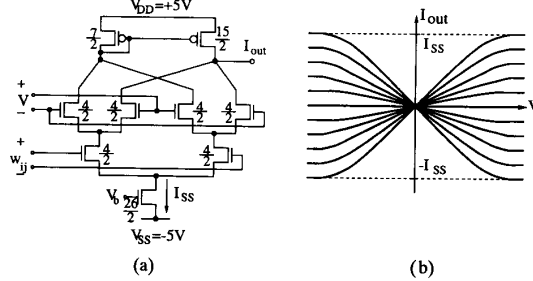 V_DD=+5V
7/2
15/2
I_out
+
V
−
4/2
4/2
4/2
4/2
+
w_ij
−
4/2
4/2
V_b
20/2
I_SS
V_SS=-5V
(a)
I_out
I_SS
V
-I_SS
(b)